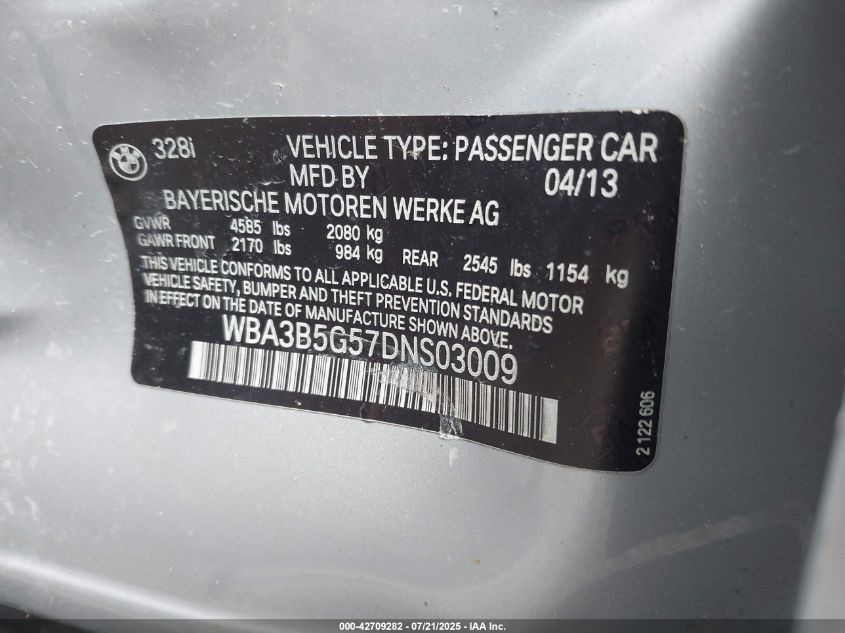 BMW
328i VEHICLE TYPE: PASSENGER CAR
MFD BY 04/13
BAYERISCHE MOTOREN WERKE AG
GVWR 4585 lbs 2080 kg
GAWR FRONT 2170 lbs 984 kg REAR 2545 lbs 1154 kg
THIS VEHICLE CONFORMS TO ALL APPLICABLE U.S. FEDERAL MOTOR
VEHICLE SAFETY, BUMPER AND THEFT PREVENTION STANDARDS
IN EFFECT ON THE DATE OF MANUFACTURE SHOWN ABOVE.
WBA3B5G57DNS03009
2 122 606
000-42709282 - 07/21/2025 - IAA Inc.